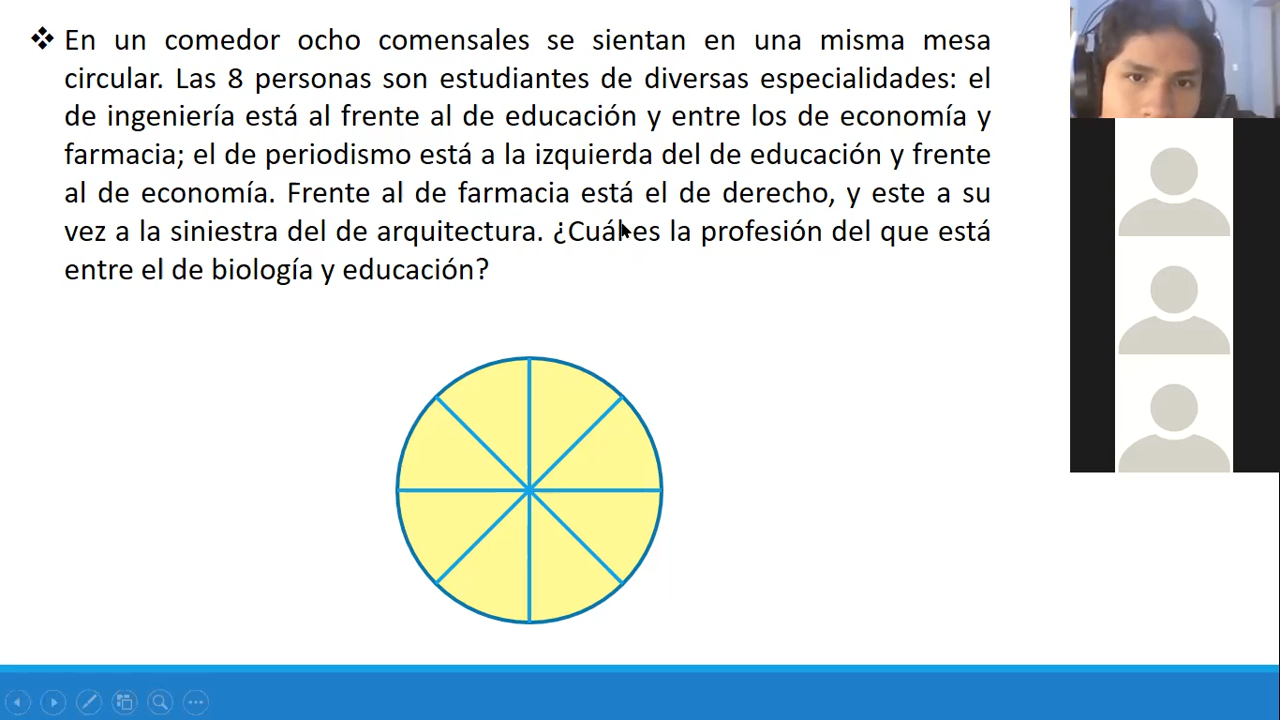 ❖ En un comedor ocho comensales se sientan en una misma mesa
circular. Las 8 personas son estudiantes de diversas especialidades: el
de ingeniería está al frente al de educación y entre los de economía y
farmacia; el de periodismo está a la izquierda del de educación y frente
al de economía. Frente al de farmacia está el de derecho, y este a su
vez a la siniestra del de arquitectura. ¿Cuál es la profesión del que está
entre el de biología y educación?